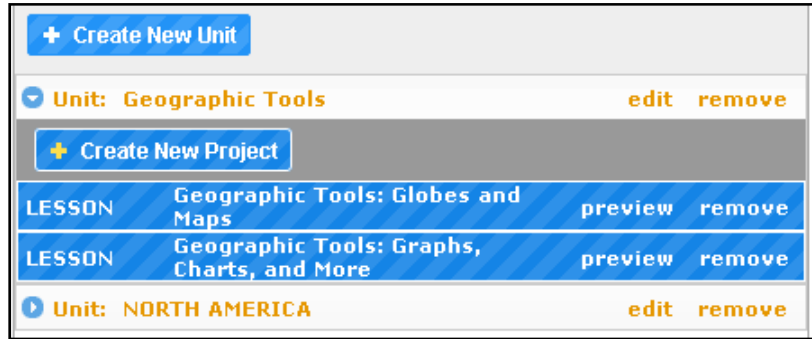 + Create New Unit
Unit: Geographic Tools edit remove
+ Create New Project
LESSON Geographic Tools: Globes and
Maps preview remove
LESSON Geographic Tools: Graphs,
Charts, and More preview remove
Unit: NORTH AMERICA edit remove